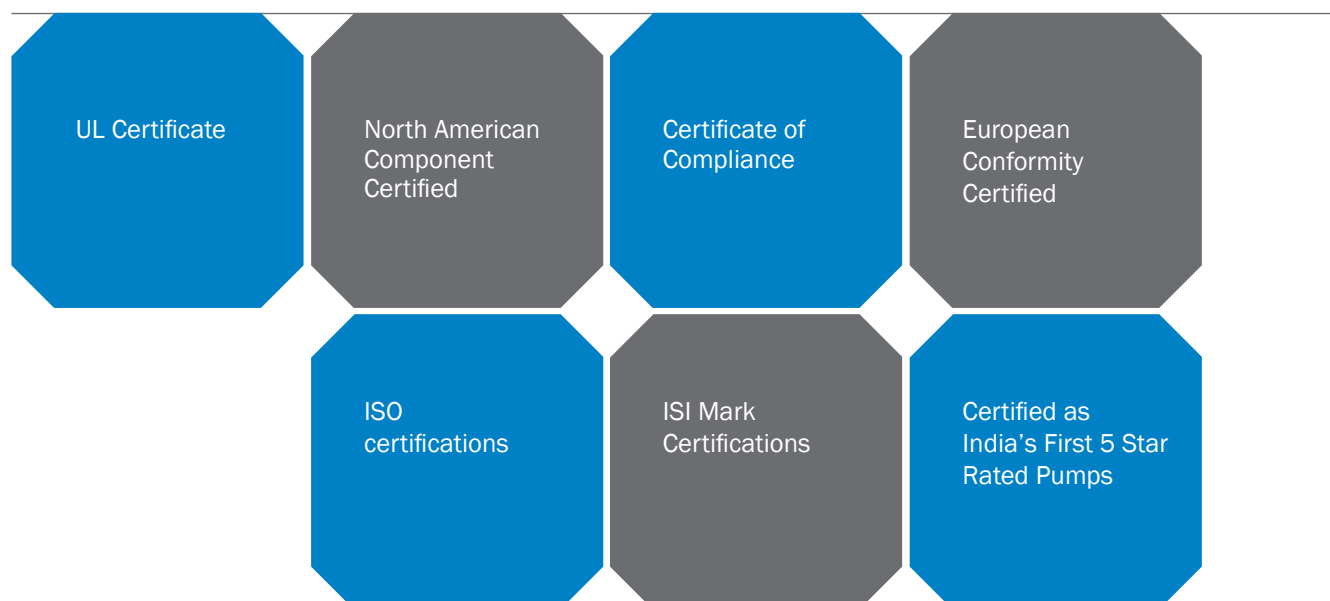 UL Certificate
North American
Component
Certified
Certificate of
Compliance
European
Conformity
Certified
ISO
certifications
ISI Mark
Certifications
Certified as
India’s First 5 Star
Rated Pumps